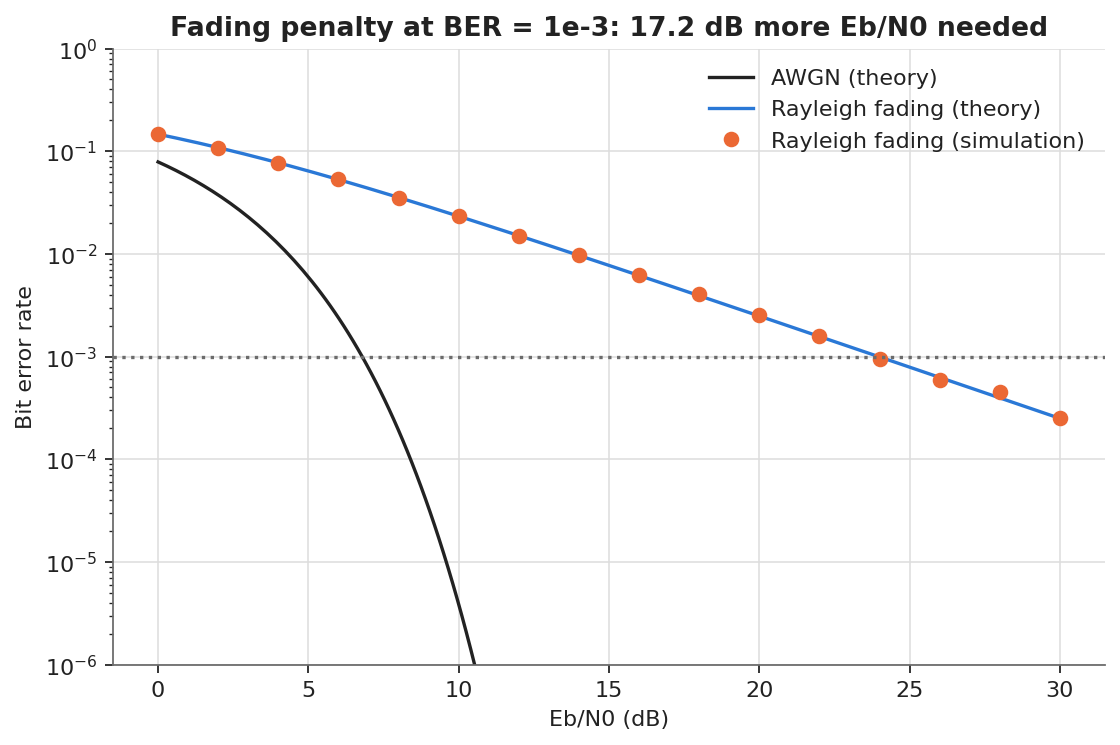 Fading penalty at BER = 1e-3: 17.2 dB more Eb/N0 needed
AWGN (theory)
Rayleigh fading (theory)
Rayleigh fading (simulation)
Bit error rate
10⁰
10⁻¹
10⁻²
10⁻³
10⁻⁴
10⁻⁵
10⁻⁶
0 5 10 15 20 25 30
Eb/N0 (dB)